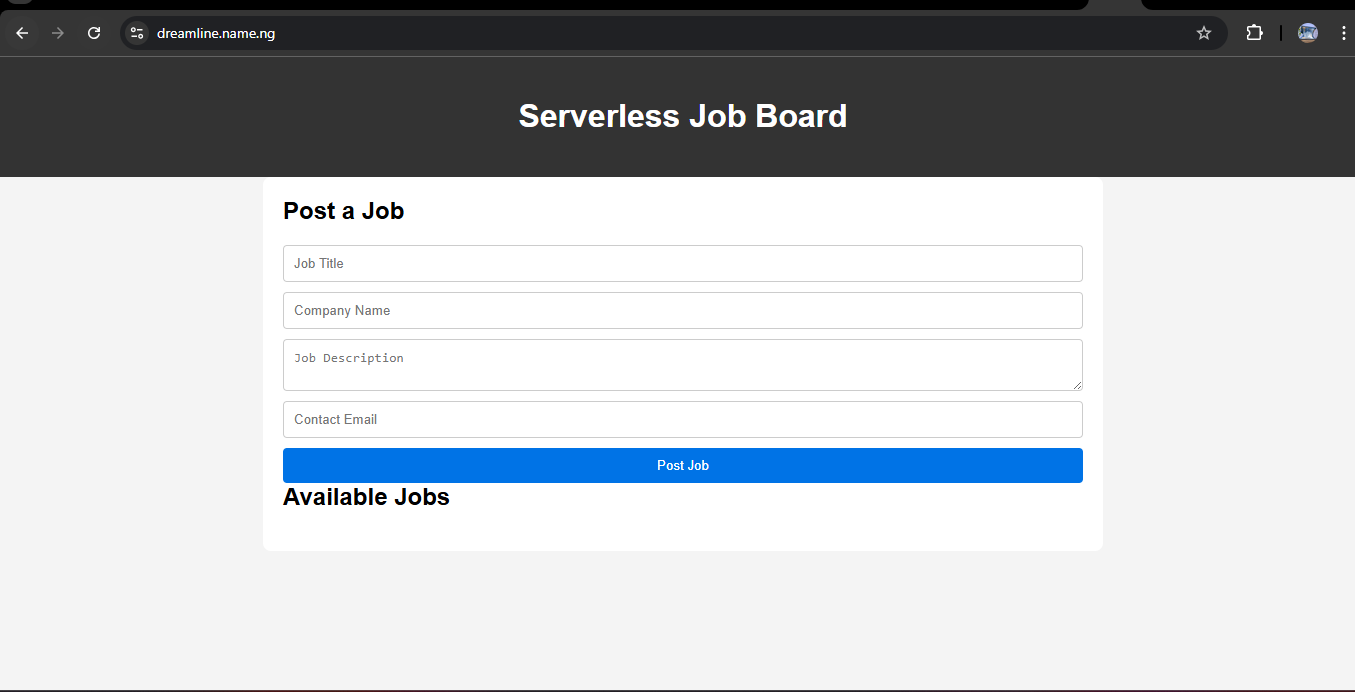 dreamline.name.ng
Serverless Job Board
Post a Job
Job Title
Company Name
Job Description
Contact Email
Post Job
Available Jobs